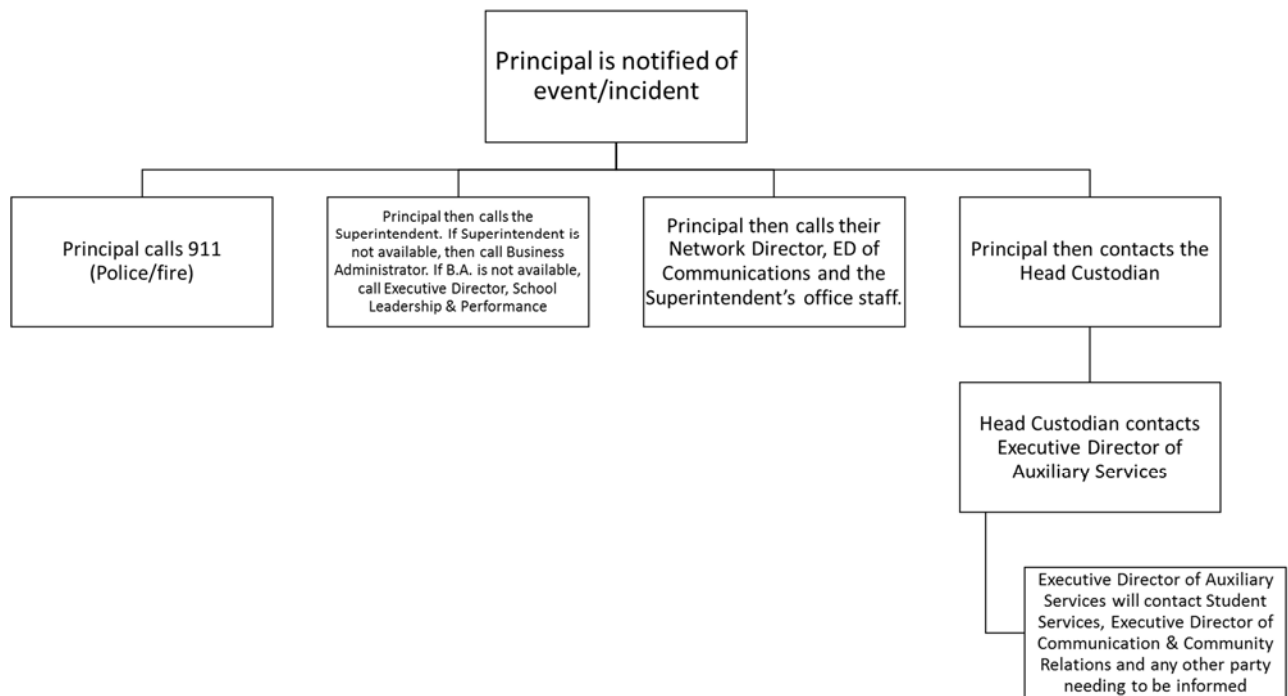 Principal is notified of
event/incident
Principal calls 911
(Police/fire)
Principal then calls the
Superintendent. If Superintendent is
not available, then call Business
Administrator. If B.A. is not available,
call Executive Director, School
Leadership & Performance
Principal then calls their
Network Director, ED of
Communications and the
Superintendent’s office staff.
Principal then contacts the
Head Custodian
Head Custodian contacts
Executive Director of
Auxiliary Services
Executive Director of Auxiliary
Services will contact Student
Services, Executive Director of
Communication & Community
Relations and any other party
needing to be informed